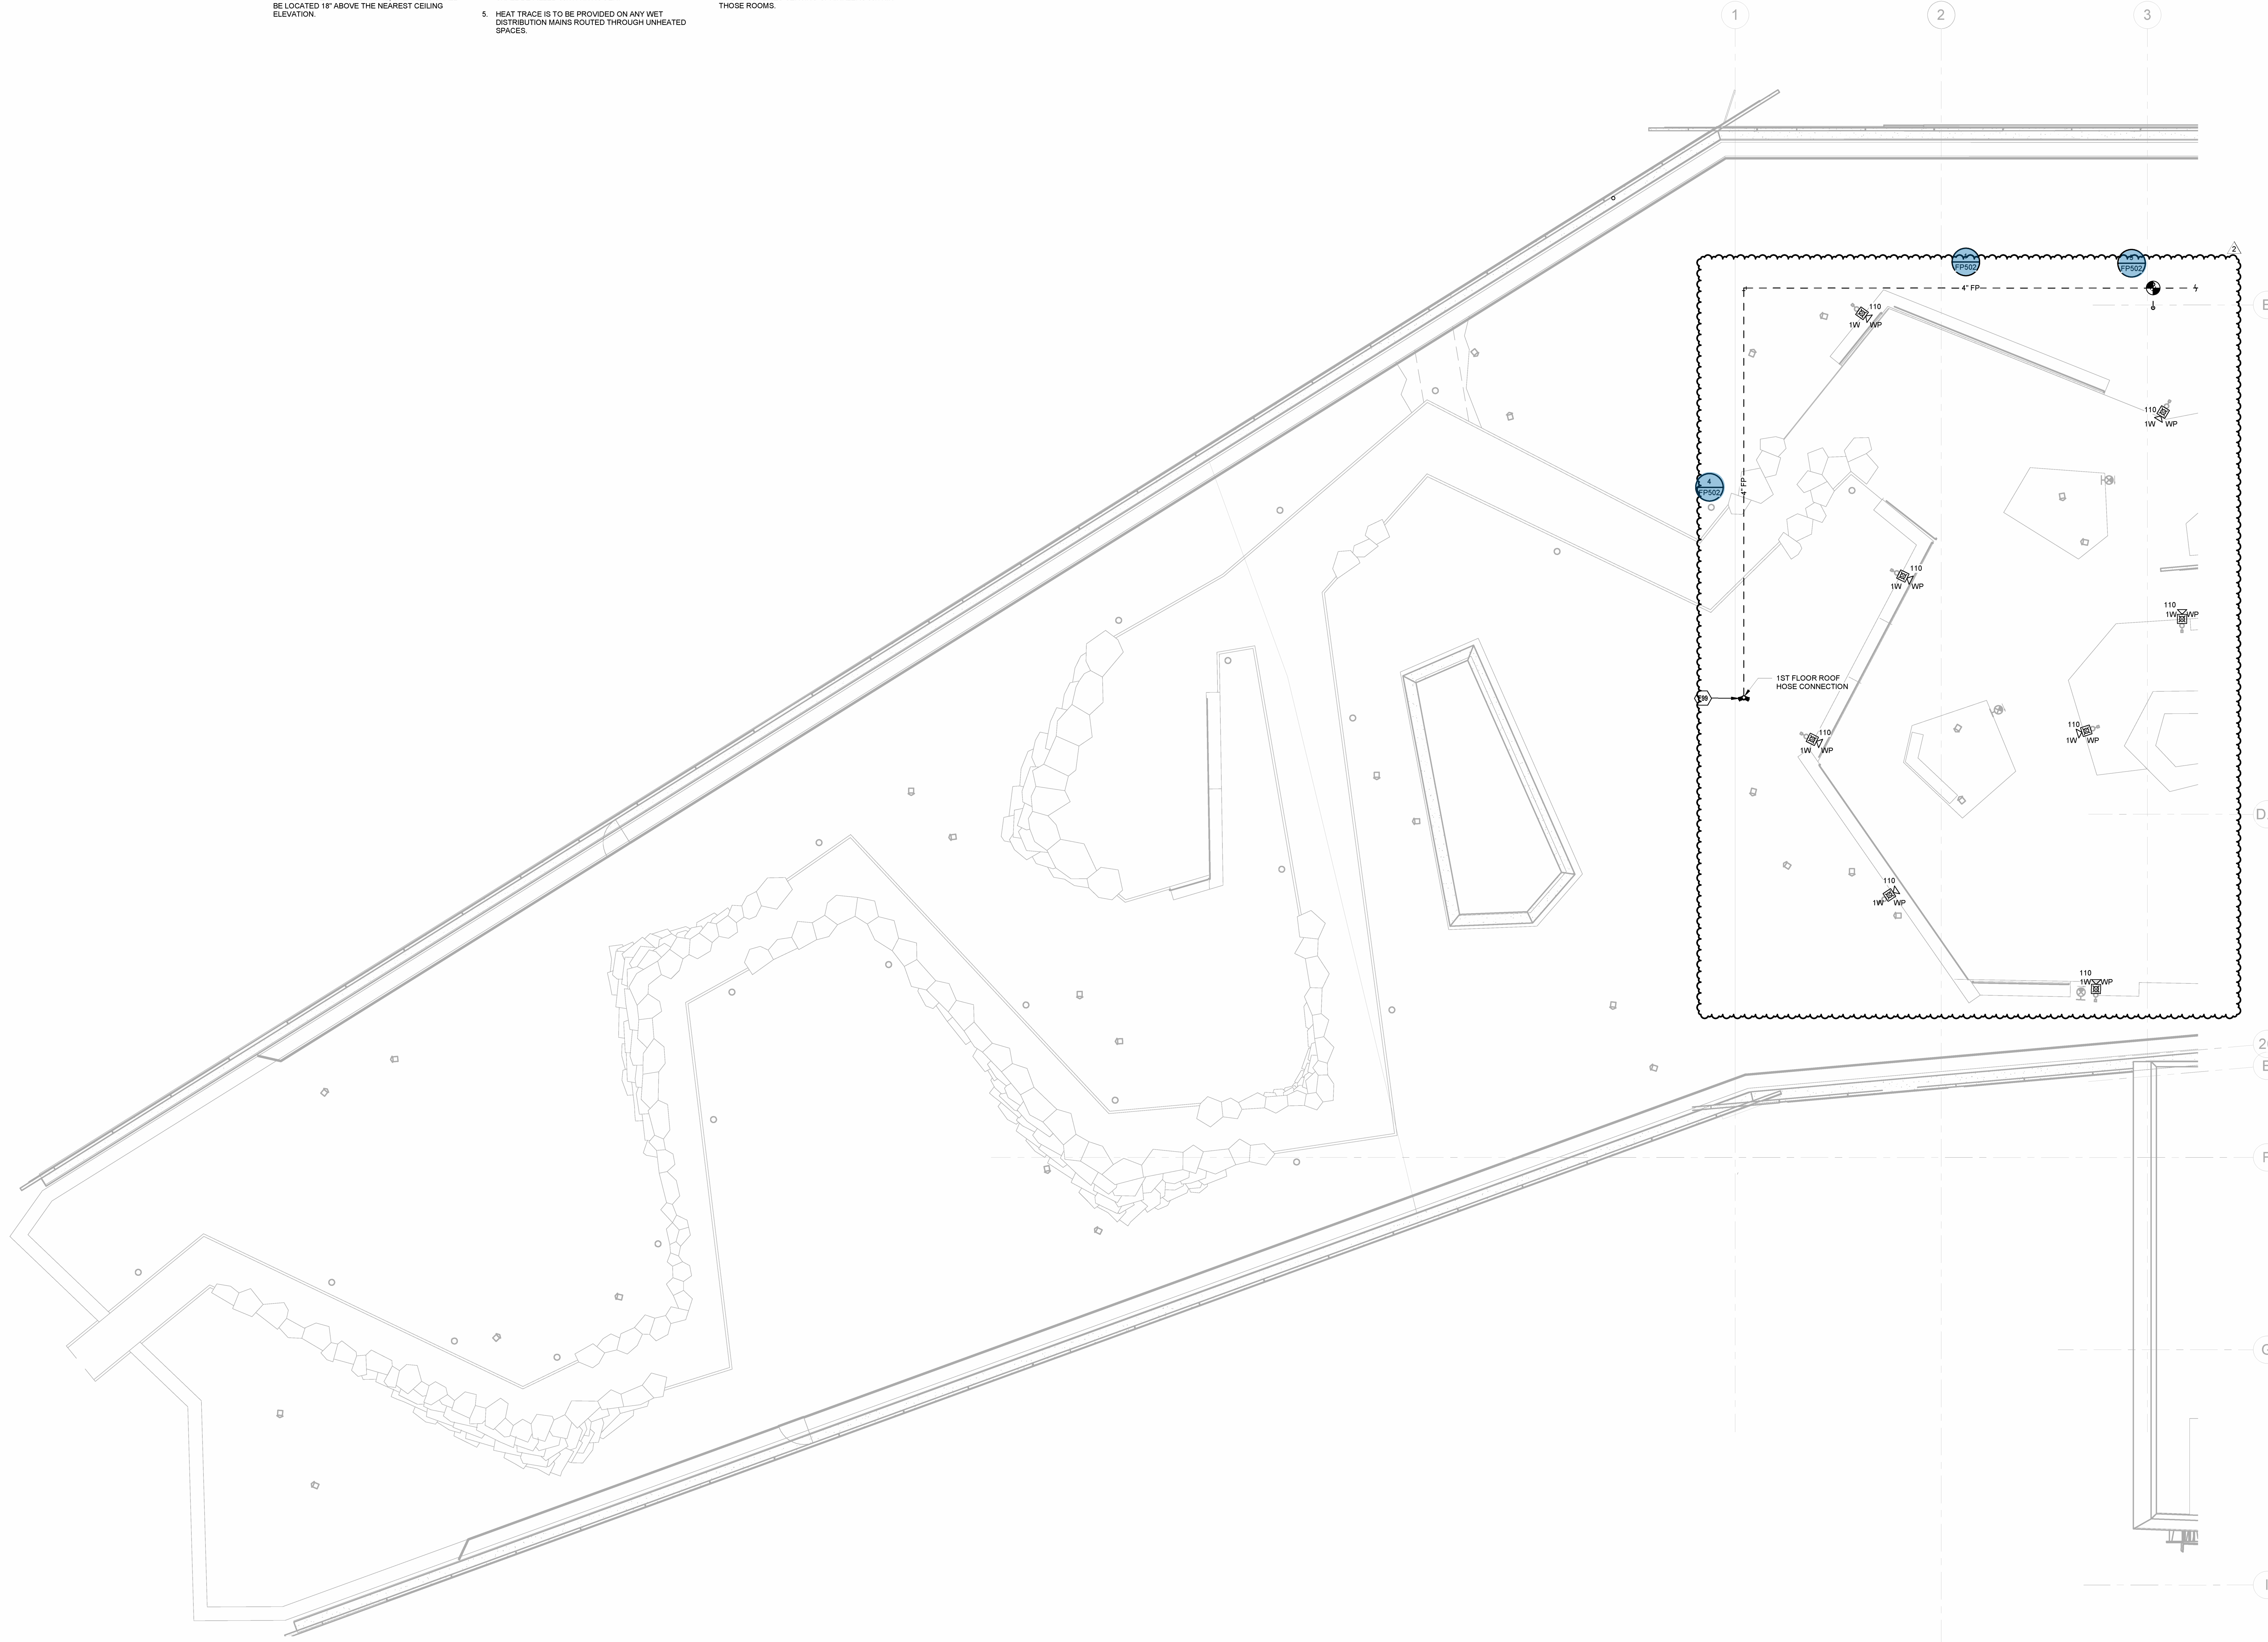 BE LOCATED 18" ABOVE THE NEAREST CEILING
ELEVATION.
5. HEAT TRACE IS TO BE PROVIDED ON ANY WET
DISTRIBUTION MAINS ROUTED THROUGH UNHEATED
SPACES.
THOSE ROOMS.
1
2
3
2
FP502
FP502
4" FP
B
110
1W WP
110
1W WP
4
FP502
4" FP
110
1W WP
110
1W WP
1ST FLOOR ROOF
HOSE CONNECTION
110
1W WP
110
1W WP
D
110
1W WP
110
1W WP
2
E
F
G
I